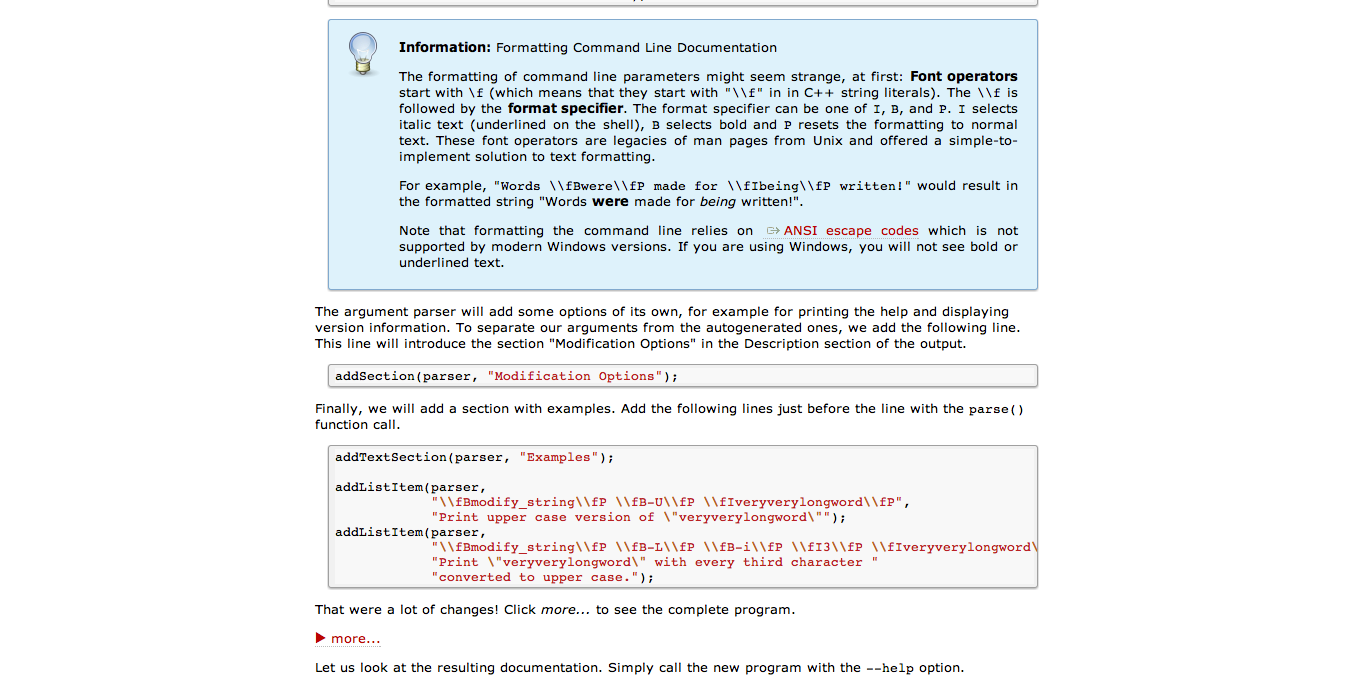 Information: Formatting Command Line Documentation
The formatting of command line parameters might seem strange, at first: Font operators
start with \f (which means that they start with "\\f" in in C++ string literals). The \\f is
followed by the format specifier. The format specifier can be one of I, B, and P. I selects
italic text (underlined on the shell), B selects bold and P resets the formatting to normal
text. These font operators are legacies of man pages from Unix and offered a simple-to-
implement solution to text formatting.
For example, "Words \\fBwere\\fP made for \\fIbeing\\fP written!" would result in
the formatted string "Words were made for being written!".
Note that formatting the command line relies on ANSI escape codes which is not
supported by modern Windows versions. If you are using Windows, you will not see bold or
underlined text.
The argument parser will add some options of its own, for example for printing the help and displaying
version information. To separate our arguments from the autogenerated ones, we add the following line.
This line will introduce the section "Modification Options" in the Description section of the output.
addSection(parser, "Modification Options");
Finally, we will add a section with examples. Add the following lines just before the line with the parse()
function call.
addTextSection(parser, "Examples");
addListItem(parser,
"\\fBmodify_string\\fP \\fB-U\\fP \\fIveryverylongword\\fP",
"Print upper case version of \"veryverylongword\"");
addListItem(parser,
"\\fBmodify_string\\fP \\fB-L\\fP \\fB-i\\fP \\fI3\\fP \\fIveryverylongword\
"Print \"veryverylongword\" with every third character "
"converted to upper case.");
That were a lot of changes! Click more... to see the complete program.
more...
Let us look at the resulting documentation. Simply call the new program with the --help option.